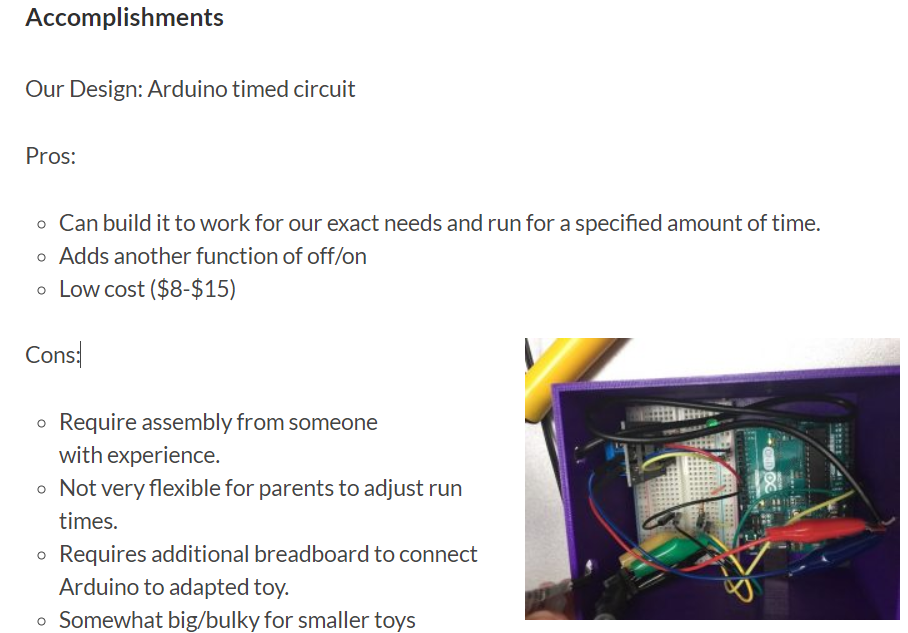 Accomplishments
Our Design: Arduino timed circuit
Pros:
Can build it to work for our exact needs and run for a specified amount of time.
Adds another function of off/on
Low cost ($8-$15)
Cons:
Require assembly from someone
with experience.
Not very flexible for parents to adjust run
times.
Requires additional breadboard to connect
Arduino to adapted toy.
Somewhat big/bulky for smaller toys